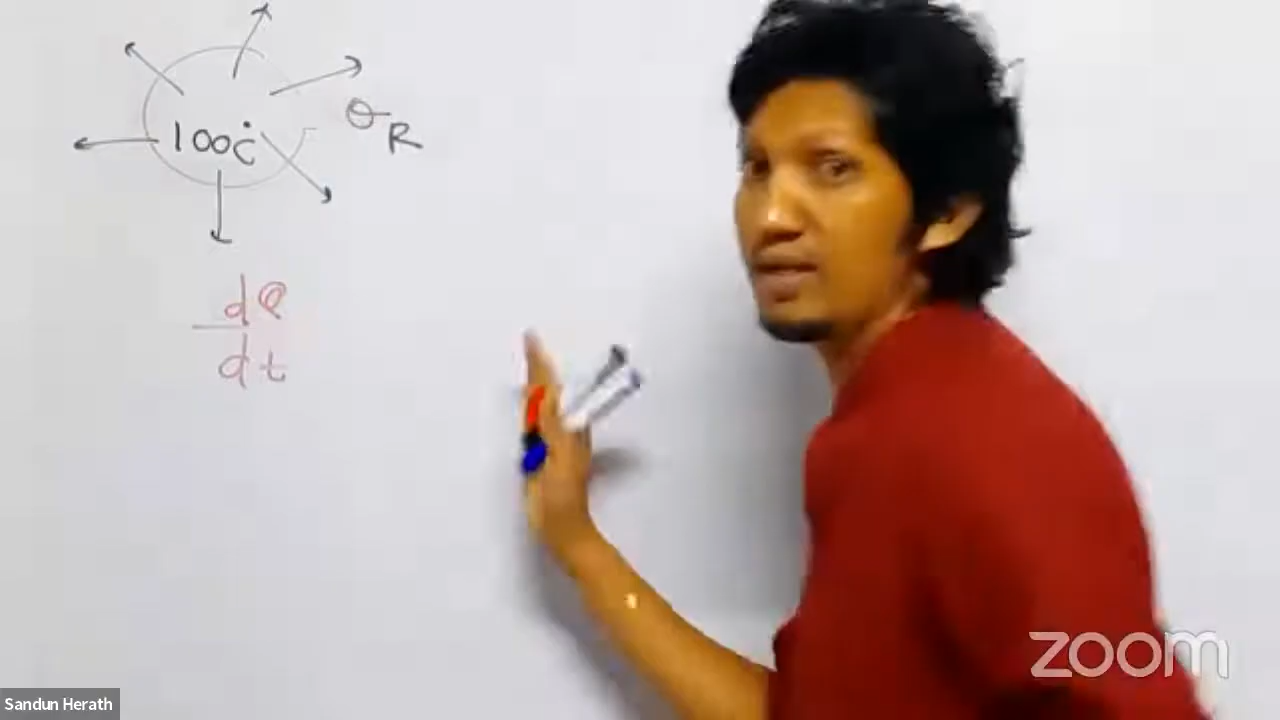 100°C
θR
dQ
dt
zoom
Sandun Herath